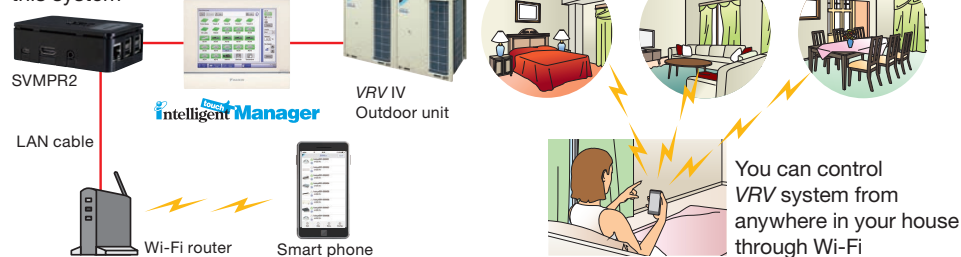 this system
SVMPR2
intelligent touch Manager
VRV IV
Outdoor unit
LAN cable
Wi-Fi router
Smart phone
You can control
VRV system from
anywhere in your house
through Wi-Fi